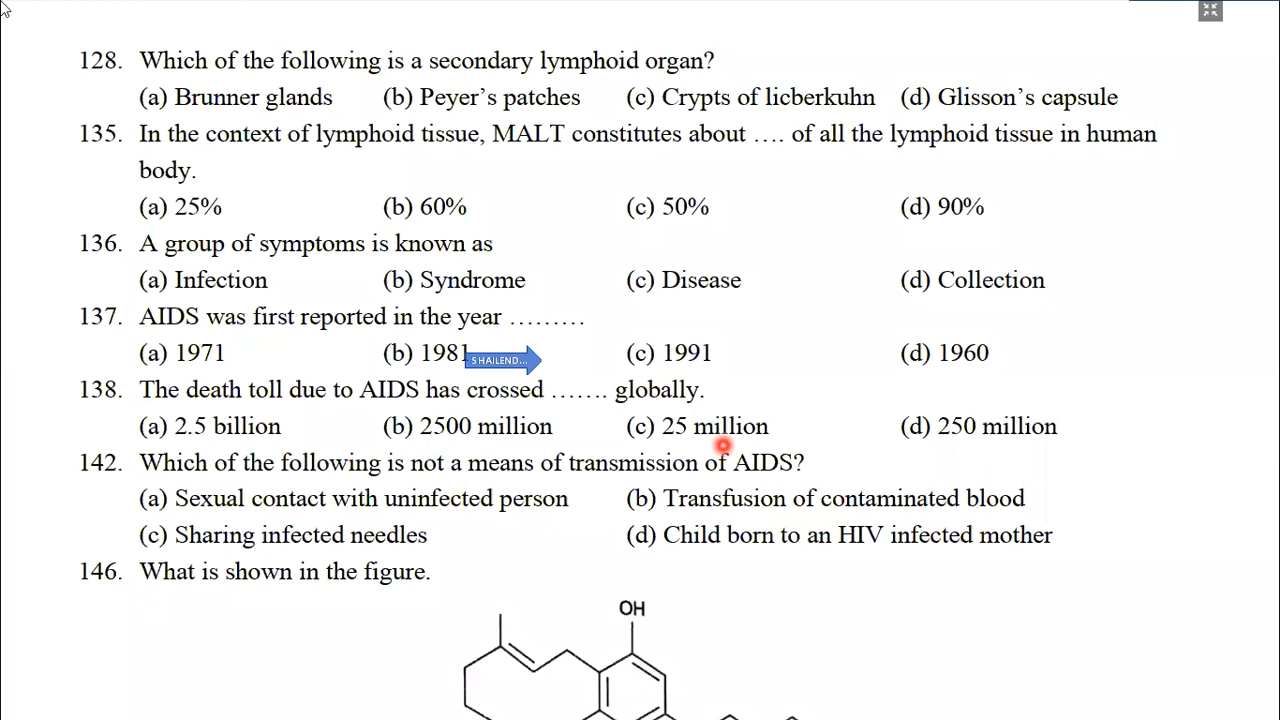 128. Which of the following is a secondary lymphoid organ?
(a) Brunner glands (b) Peyer’s patches (c) Crypts of licberkuhn (d) Glisson’s capsule
135. In the context of lymphoid tissue, MALT constitutes about …. of all the lymphoid tissue in human
body.
(a) 25% (b) 60% (c) 50% (d) 90%
136. A group of symptoms is known as
(a) Infection (b) Syndrome (c) Disease (d) Collection
137. AIDS was first reported in the year ………
(a) 1971 (b) 1981 (c) 1991 (d) 1960
SHAILEND...
138. The death toll due to AIDS has crossed ……. globally.
(a) 2.5 billion (b) 2500 million (c) 25 million (d) 250 million
142. Which of the following is not a means of transmission of AIDS?
(a) Sexual contact with uninfected person (b) Transfusion of contaminated blood
(c) Sharing infected needles (d) Child born to an HIV infected mother
146. What is shown in the figure.
OH